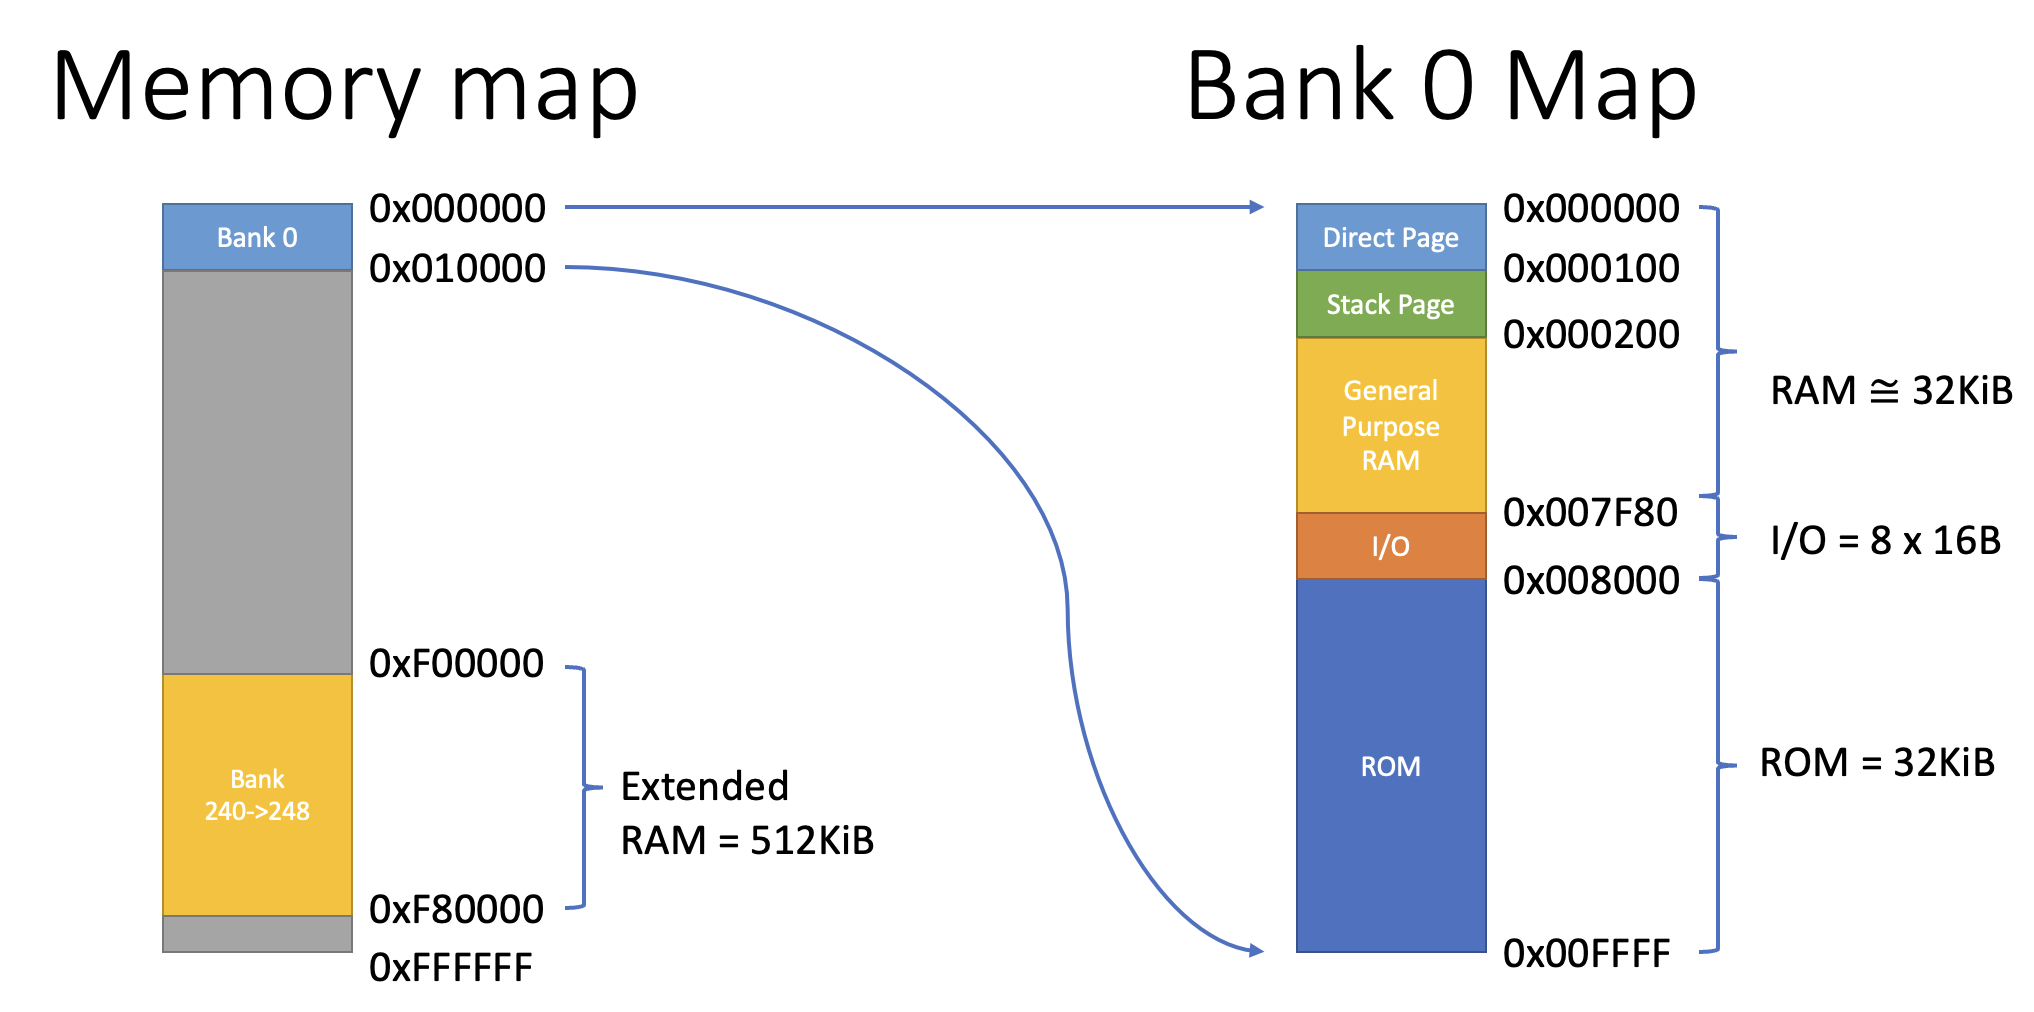 Memory map
Bank 0
0x000000
0x010000
0xF00000
Bank
240->248
Extended
RAM = 512KiB
0xF80000
0xFFFFFF
Bank 0 Map
0x000000
Direct Page
0x000100
Stack Page
0x000200
General
Purpose
RAM
RAM ≅ 32KiB
0x007F80
I/O
I/O = 8 x 16B
0x008000
ROM
ROM = 32KiB
0x00FFFF